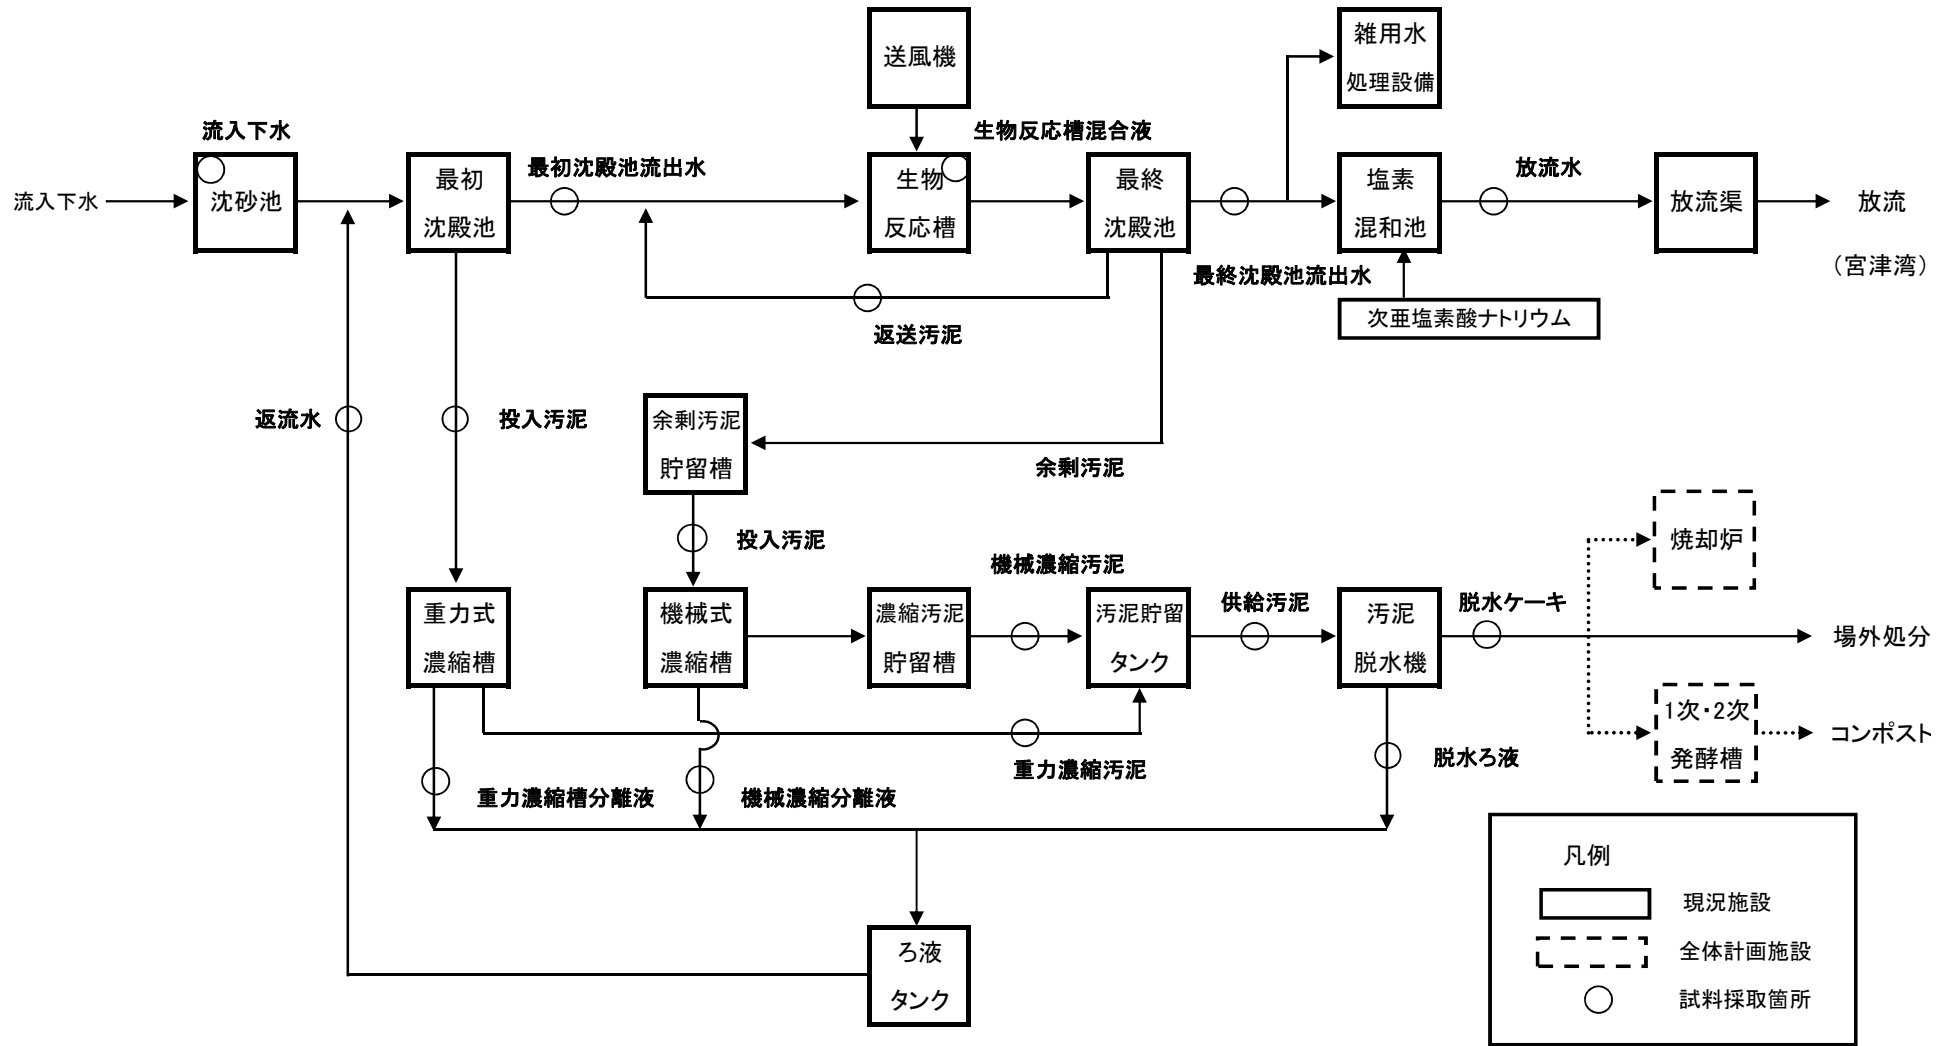 送風機
雑用水
処理設備
流入下水
生物反応槽混合液
流入下水
沈砂池
最初
沈殿池
最初沈殿池流出水
生物
反応槽
最終
沈殿池
塩素
混和池
放流水
放流渠
放流
（宮津湾）
最終沈殿池流出水
次亜塩素酸ナトリウム
返送汚泥
返流水
投入汚泥
余剰汚泥
貯留槽
余剰汚泥
投入汚泥
機械濃縮汚泥
焼却炉
重力式
濃縮槽
機械式
濃縮槽
濃縮汚泥
貯留槽
汚泥貯留
タンク
供給汚泥
汚泥
脱水機
脱水ケーキ
場外処分
1次・2次
発酵槽
コンポスト
重力濃縮汚泥
脱水ろ液
重力濃縮槽分離液
機械濃縮分離液
ろ液
タンク
凡例
現況施設
全体計画施設
試料採取箇所